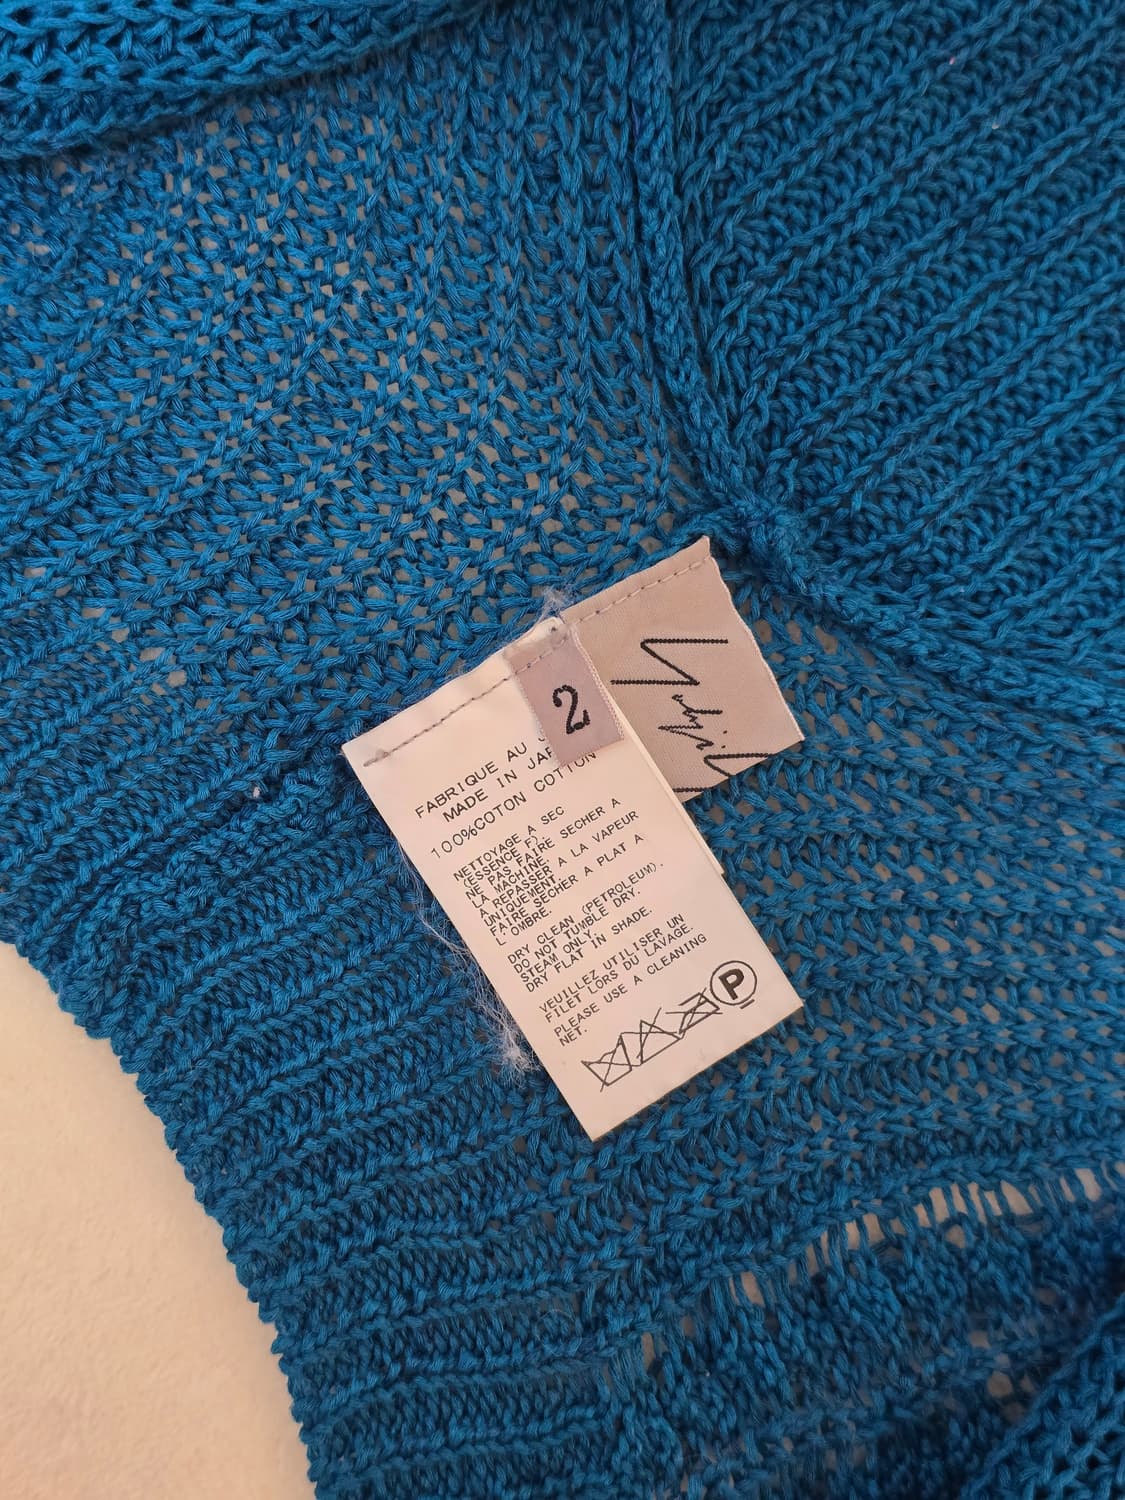 2
FABRIQUE AU
MADE IN JAP
100%COTON COTTON
NETTOYAGE A SEC
(ESSENCE F).
NE PAS FAIRE SECHER A
LA MACHINE.
A REPASSER A LA VAPEUR
UNIQUEMENT.
FAIRE SECHER A PLAT A
L'OMBRE.
DRY CLEAN (PETROLEUM).
DO NOT TUMBLE DRY.
STEAM ONLY.
DRY FLAT IN SHADE.
VEUILLEZ UTILISER UN
FILET LORS DU LAVAGE.
PLEASE USE A CLEANING
NET.
P